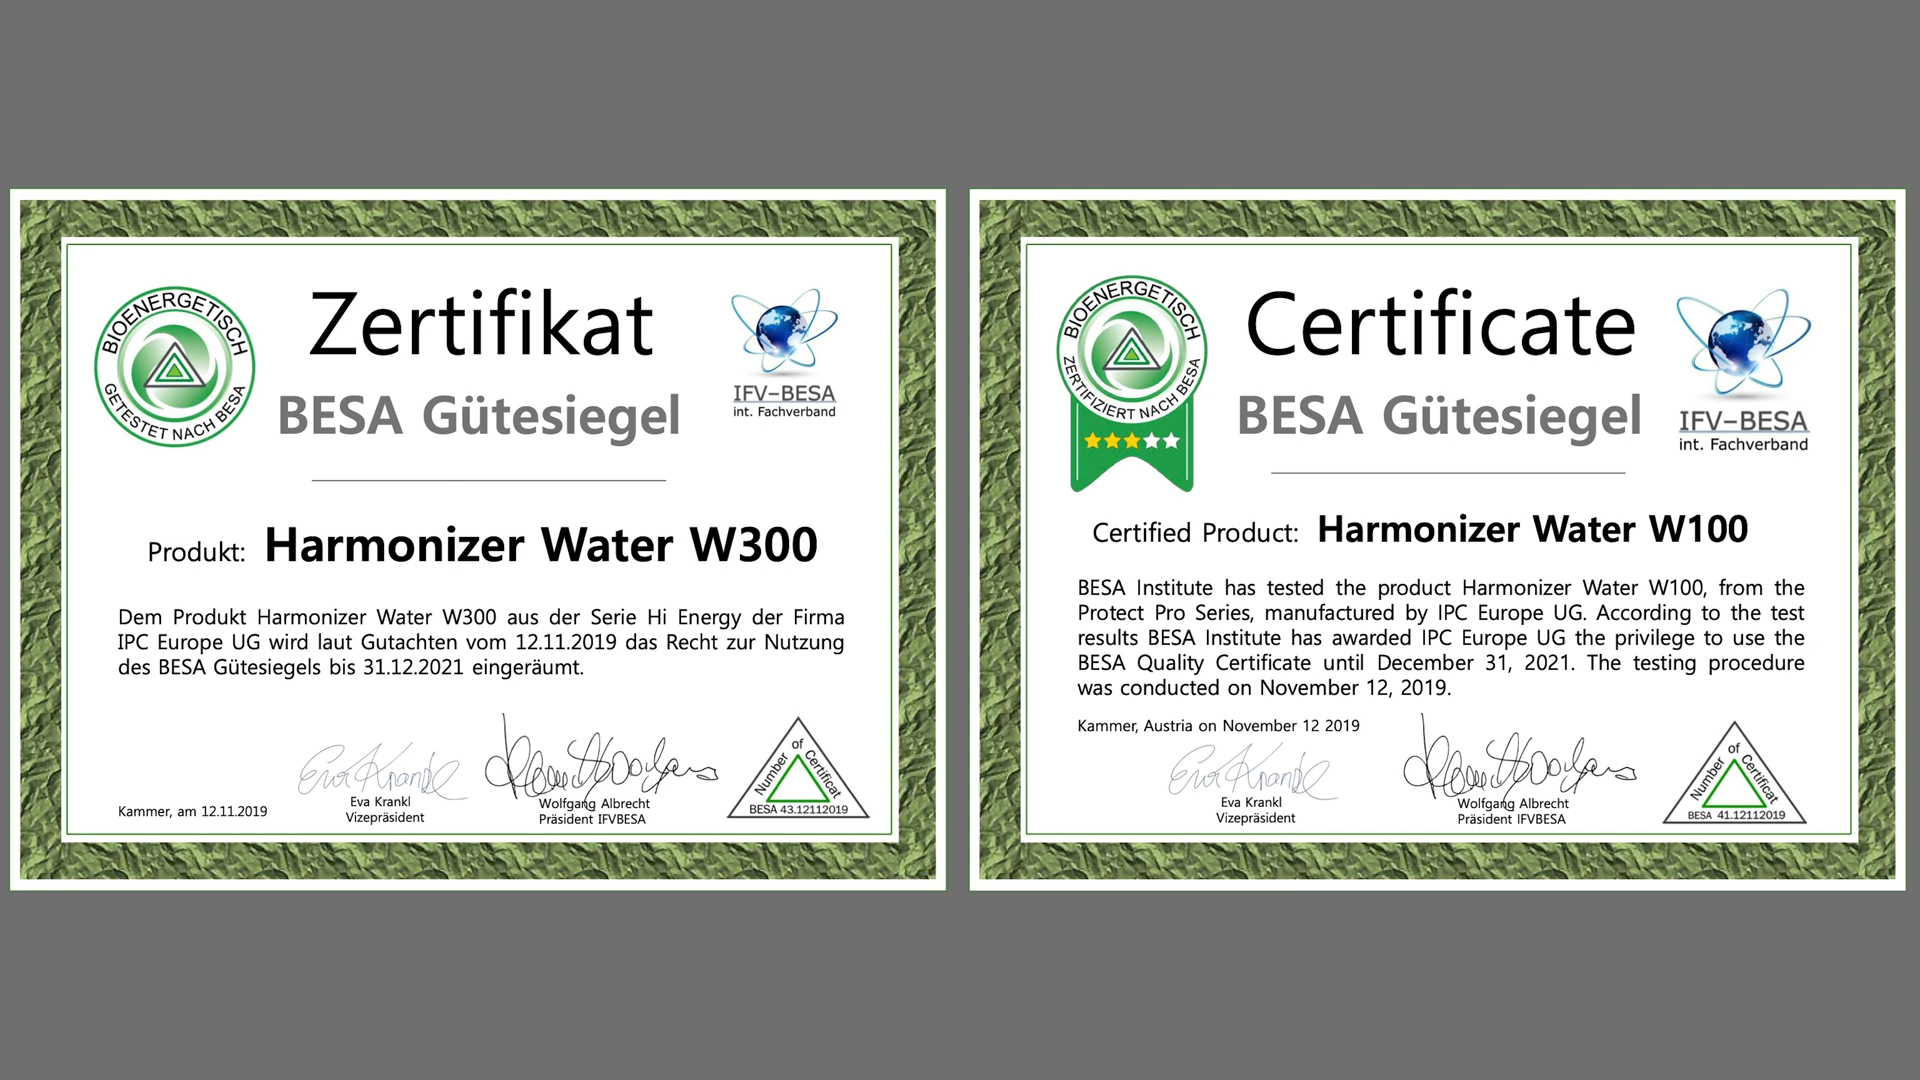 BIOENERGETISCH
GETESTET NACH BESA
Zertifikat
BESA Gütesiegel
IFV-BESA
int. Fachverband
Produkt: Harmonizer Water W300
Dem Produkt Harmonizer Water W300 aus der Serie Hi Energy der Firma
IPC Europe UG wird laut Gutachten vom 12.11.2019 das Recht zur Nutzung
des BESA Gütesiegels bis 31.12.2021 eingeräumt.
Kammer, am 12.11.2019
Eva Krankl
Eva Krankl
Vizepräsident
Wolfgang Albrecht
Präsident IFVBESA
Number of Certificat
BESA 43.12112019
BIOENERGETISCH
ZERTIFIZIERT NACH BESA
Certificate
BESA Gütesiegel
IFV-BESA
int. Fachverband
Certified Product: Harmonizer Water W100
BESA Institute has tested the product Harmonizer Water W100, from the
Protect Pro Series, manufactured by IPC Europe UG. According to the test
results BESA Institute has awarded IPC Europe UG the privilege to use the
BESA Quality Certificate until December 31, 2021. The testing procedure
was conducted on November 12, 2019.
Kammer, Austria on November 12 2019
Eva Krankl
Eva Krankl
Vizepräsident
Wolfgang Albrecht
Präsident IFVBESA
Number of Certificat
BESA 41.12112019